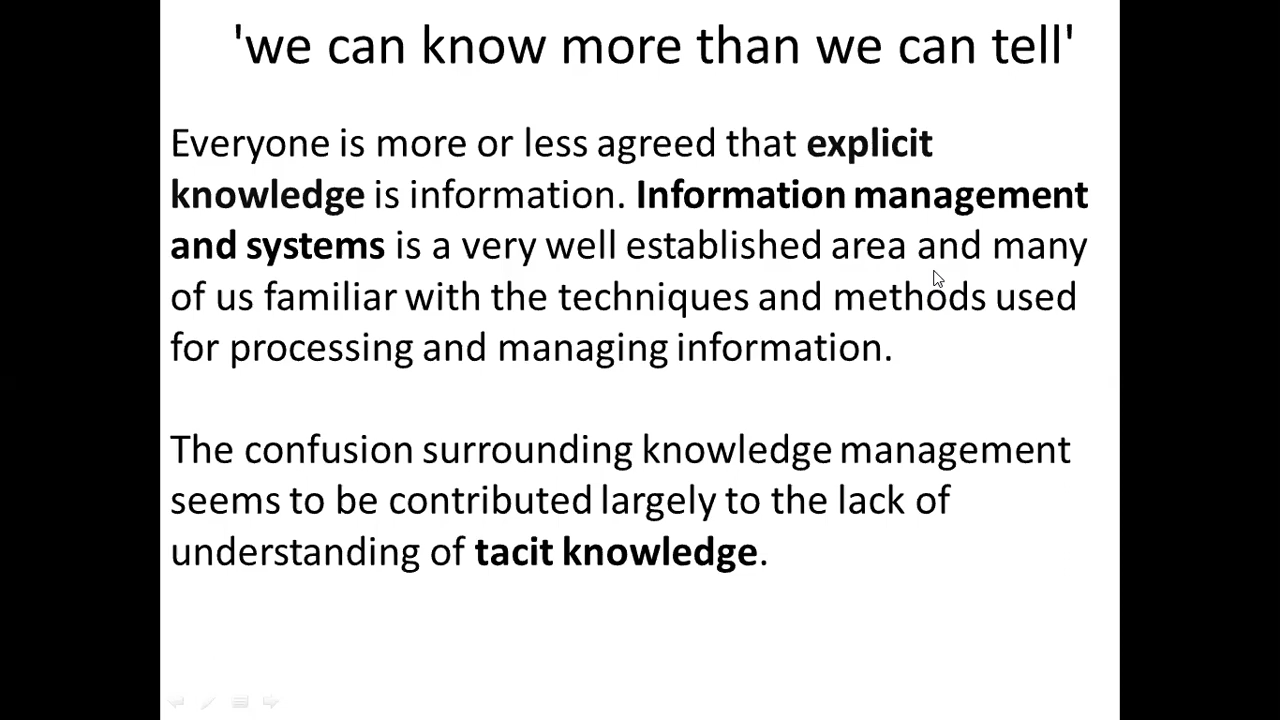 'we can know more than we can tell'
Everyone is more or less agreed that explicit
knowledge is information. Information management
and systems is a very well established area and many
of us familiar with the techniques and methods used
for processing and managing information.
The confusion surrounding knowledge management
seems to be contributed largely to the lack of
understanding of tacit knowledge.